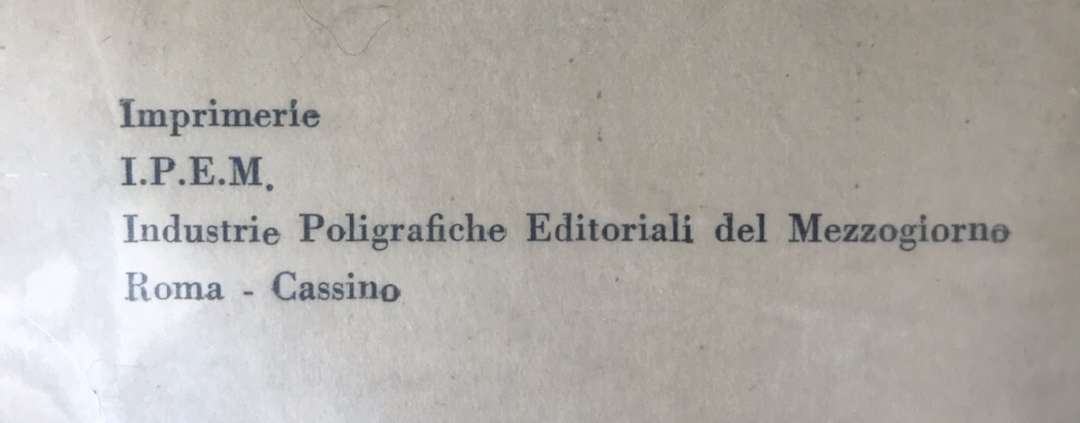 Imprimerie
I.P.E.M.
Industrie Poligrafiche Editoriali del Mezzogiorno
Roma - Cassino